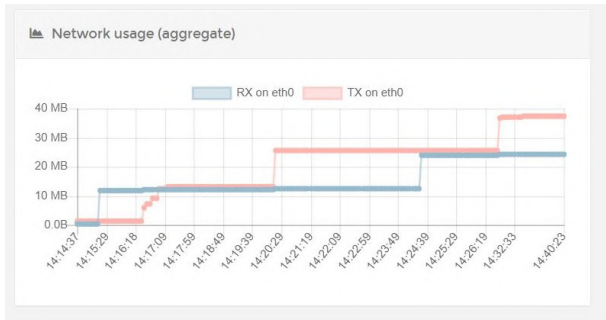 Network usage (aggregate)
RX on eth0 TX on eth0
40 MB
30 MB
20 MB
10 MB
0.0B
14:14:37 14:15:29 14:16:18 14:17:09 14:17:59 14:18:49 14:19:39 14:20:29 14:21:19 14:22:09 14:22:59 14:23:49 14:24:39 14:25:29 14:26:19 14:32:33 14:40:23